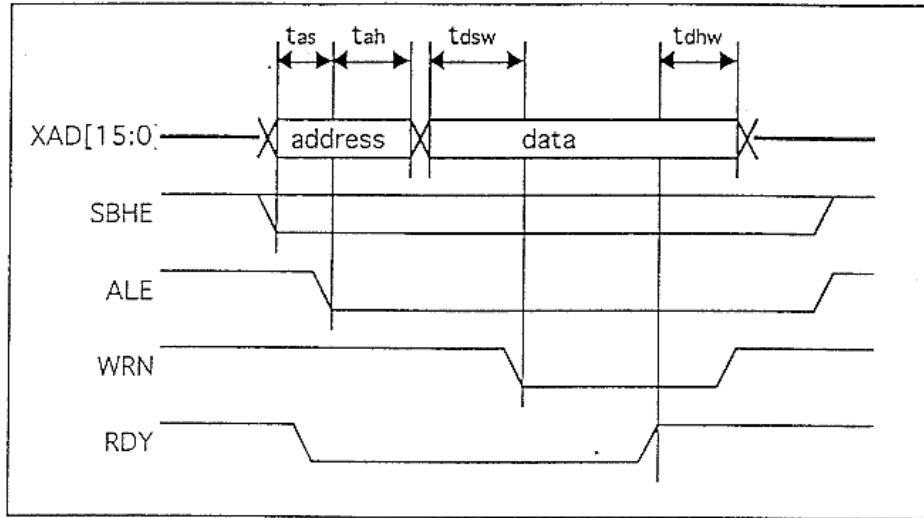 tas tah tdsw tdhw
XAD[15:0] address data
SBHE
ALE
WRN
RDY